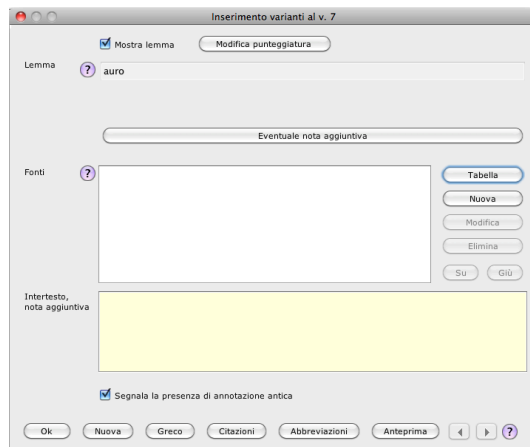 Inserimento varianti al v. 7
Mostra lemma
Modifica punteggiatura
Lemma
?
auro
Eventuale nota aggiuntiva
Fonti
?
Tabella
Nuova
Modifica
Elimina
Su
Giù
Intertesto,
nota aggiuntiva
Segnala la presenza di annotazione antica
Ok
Nuova
Greco
Citazioni
Abbreviazioni
Anteprima
?